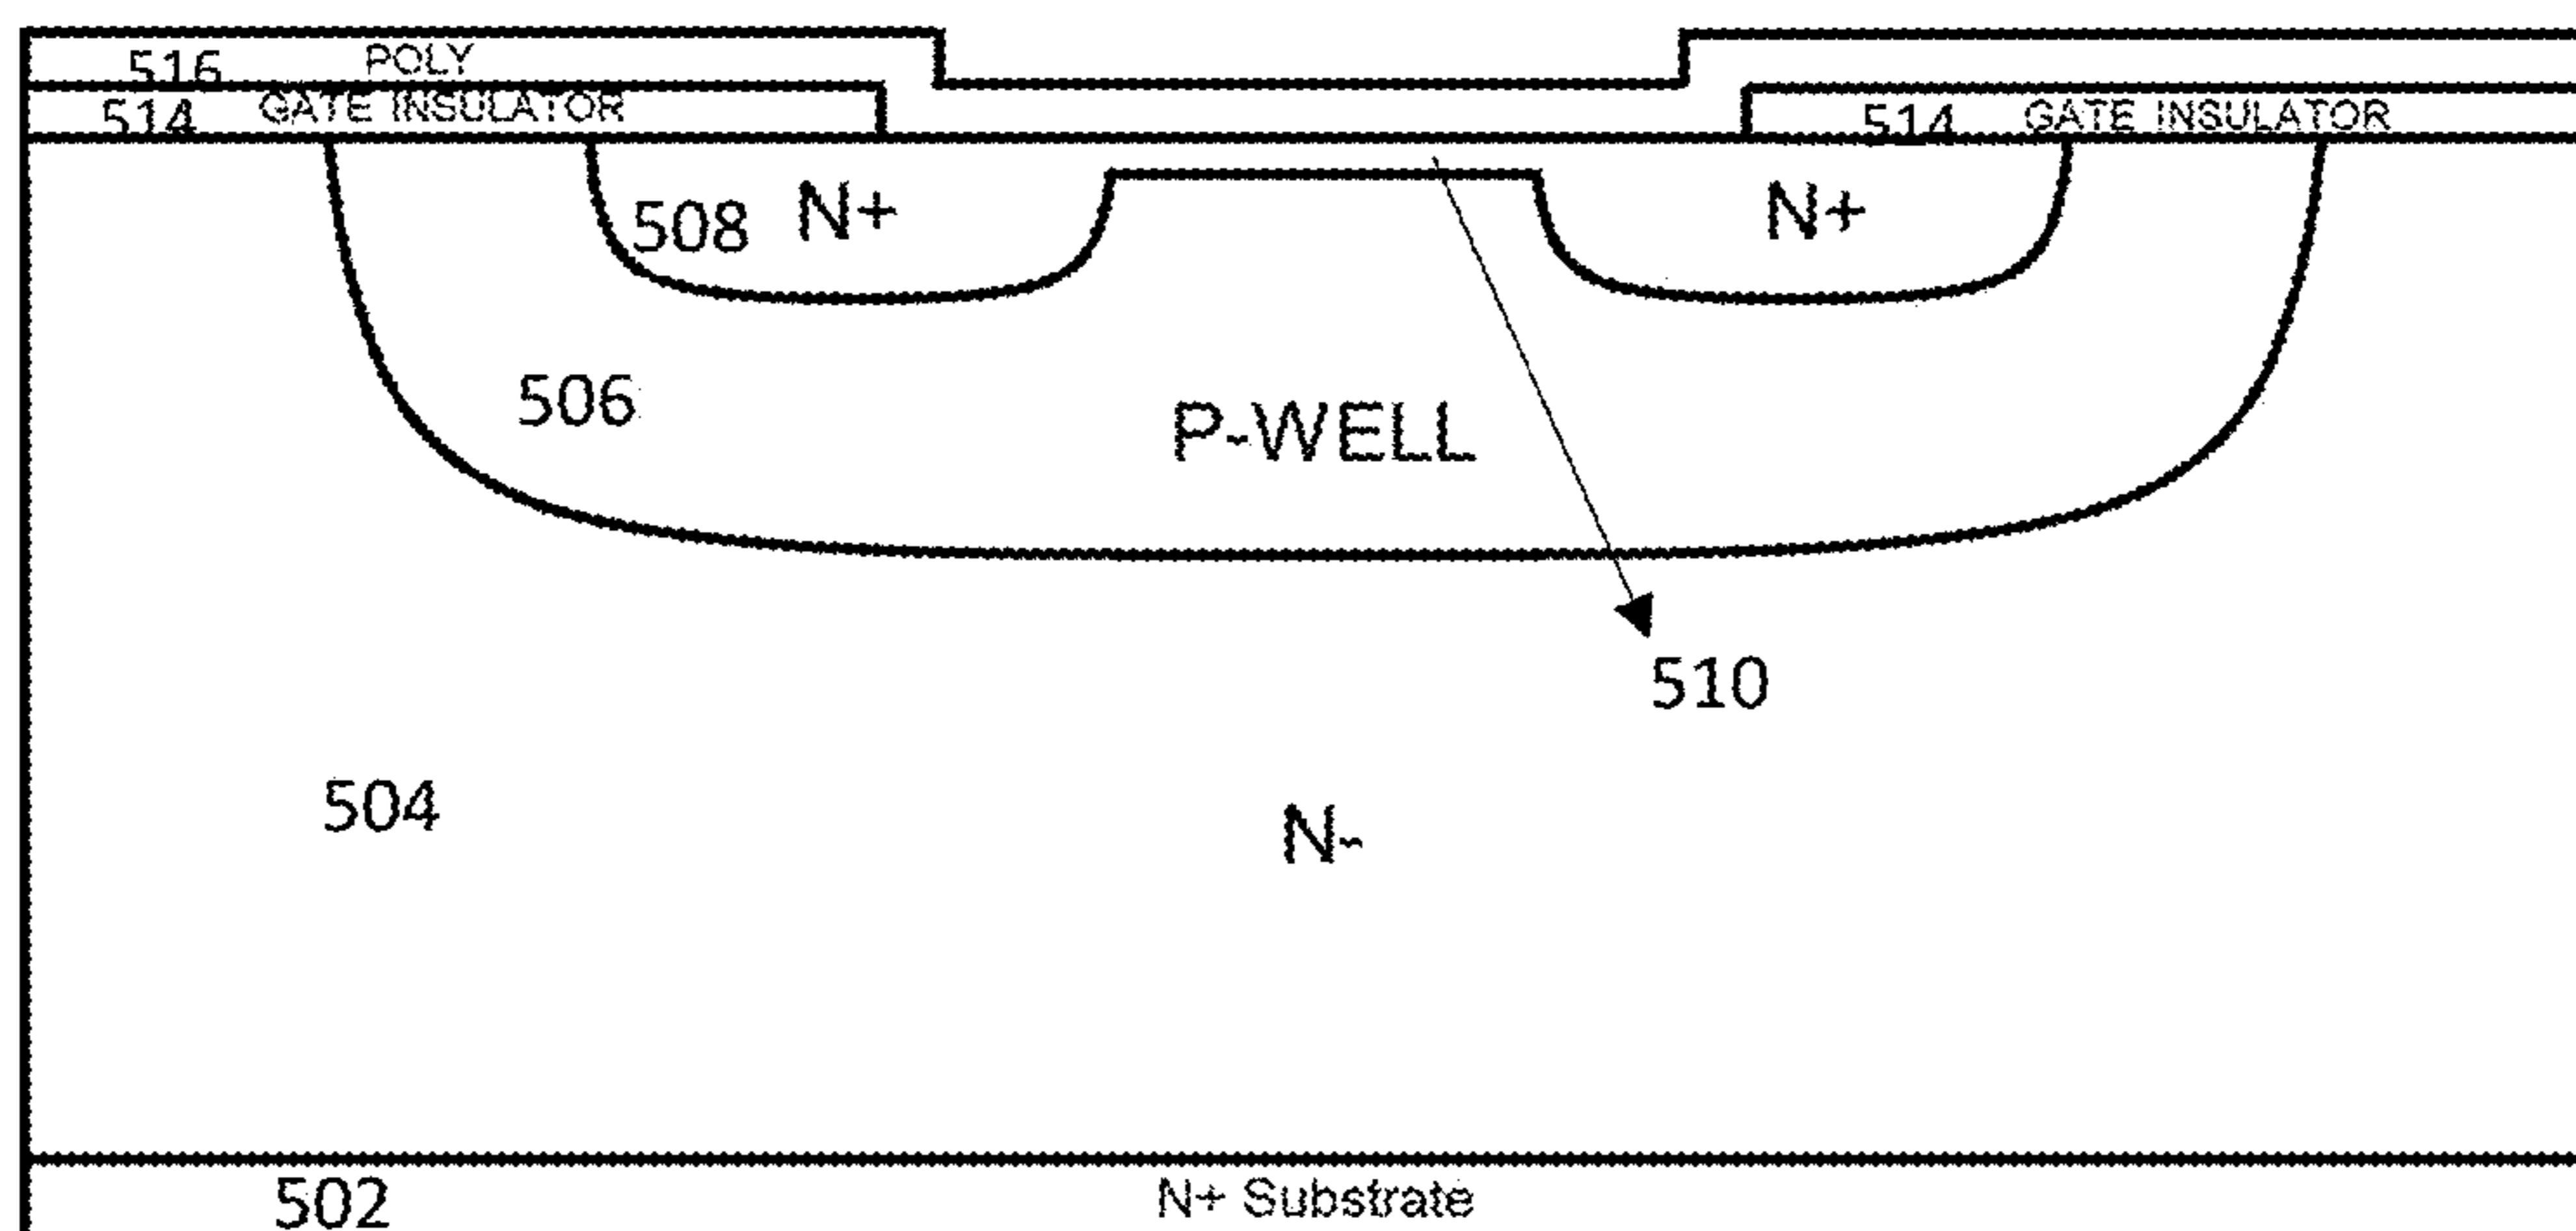 516 POLY
514 GATE INSULATOR
514 GATE INSULATOR
508 N+
N+
506
P-WELL
510
504
N-
502
N+ Substrate